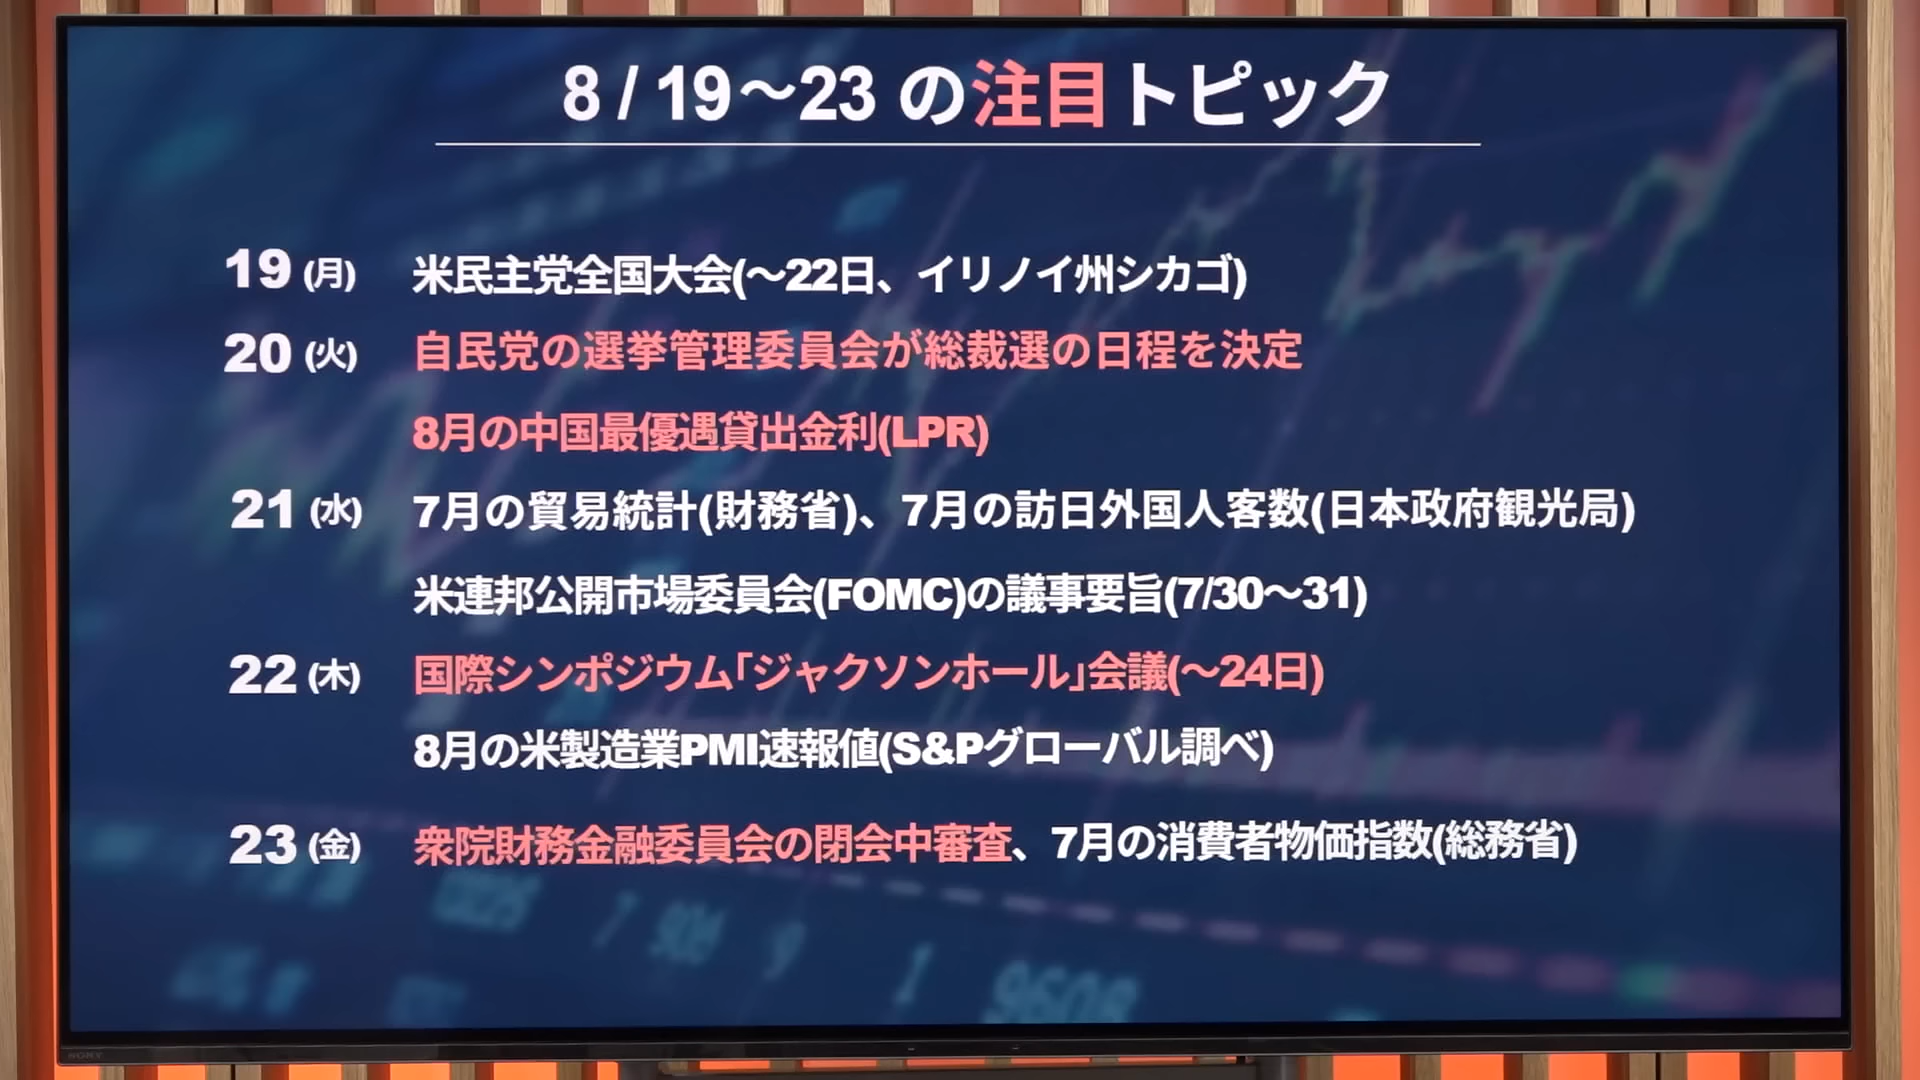 8/19～23 の注目トピック
19(月) 米民主党全国大会(～22日、イリノイ州シカゴ)
20(火) 自民党の選挙管理委員会が総裁選の日程を決定
8月の中国最優遇貸出金利(LPR)
21(水) 7月の貿易統計(財務省)、7月の訪日外国人客数(日本政府観光局)
米連邦公開市場委員会(FOMC)の議事要旨(7/30～31)
22(木) 国際シンポジウム｢ジャクソンホール｣会議(～24日)
8月の米製造業PMI速報値(S&Pグローバル調べ)
23(金) 衆院財務金融委員会の閉会中審査、7月の消費者物価指数(総務省)
SONY